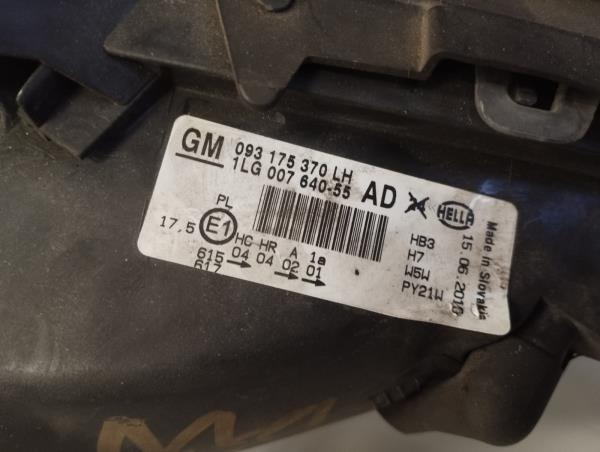 GM 093 175 370 LH
1LG 007 640-55 AD 24 HELLA
PL
17,5 E1 HC HR A 1a
615 04 04 02 01
617
HB3
H7
W5W
PY21W
15.06.2010
Made in Slovakia